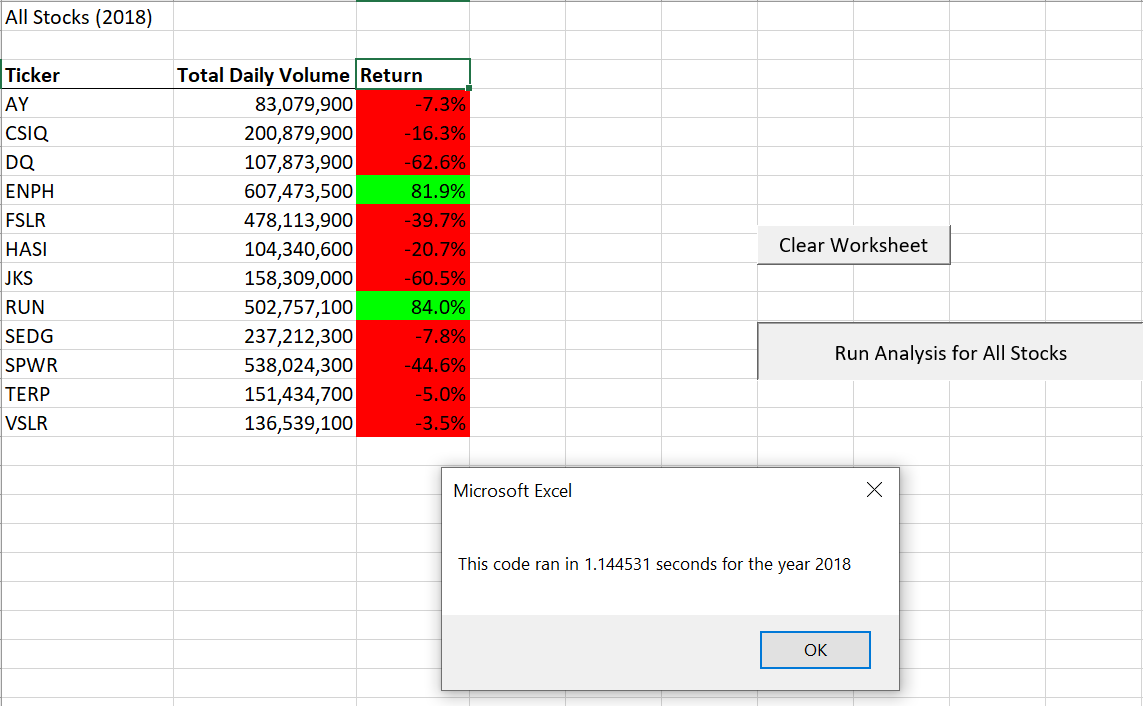 All Stocks (2018)
Ticker Total Daily Volume Return
AY 83,079,900 -7.3%
CSIQ 200,879,900 -16.3%
DQ 107,873,900 -62.6%
ENPH 607,473,500 81.9%
FSLR 478,113,900 -39.7%
HASI 104,340,600 -20.7%
JKS 158,309,000 -60.5%
RUN 502,757,100 84.0%
SEDG 237,212,300 -7.8%
SPWR 538,024,300 -44.6%
TERP 151,434,700 -5.0%
VSLR 136,539,100 -3.5%
Clear Worksheet
Run Analysis for All Stocks
Microsoft Excel
This code ran in 1.144531 seconds for the year 2018
OK